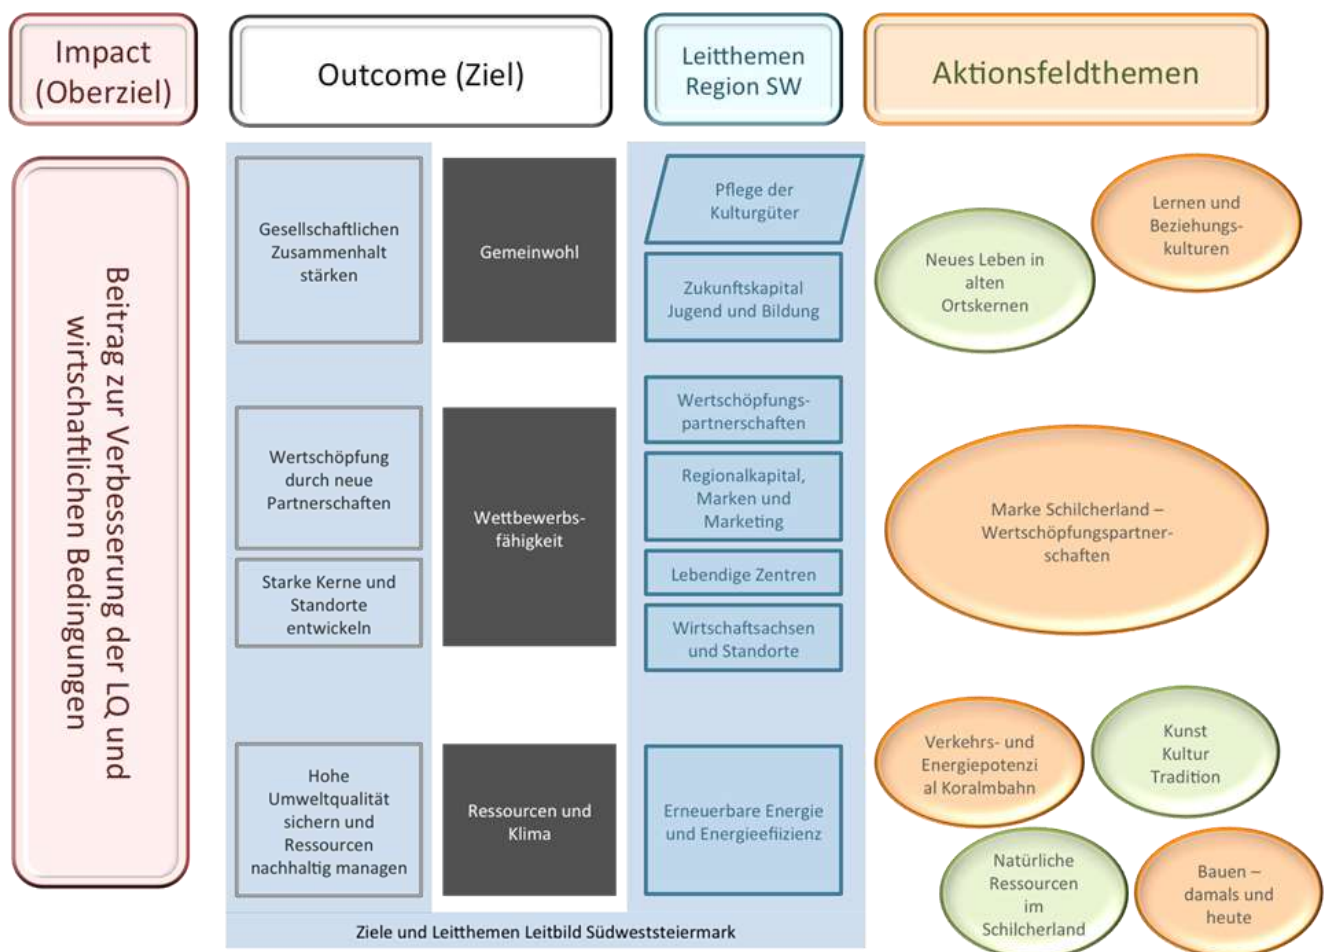 Impact
(Oberziel)
Outcome (Ziel)
Leitthemen
Region SW
Aktionsfeldthemen
Beitrag zur Verbesserung der LQ und
wirtschaftlichen Bedingungen
Gesellschaftlichen
Zusammenhalt
stärken
Gemeinwohl
Pflege der
Kulturgüter
Zukunftskapital
Jugend und Bildung
Neues Leben in
alten
Ortskernen
Lernen und
Beziehungs-
kulturen
Wertschöpfung
durch neue
Partnerschaften
Starke Kerne und
Standorte
entwickeln
Wettbewerbs-
fähigkeit
Wertschöpfungs-
partnerschaften
Regionalkapital,
Marken und
Marketing
Lebendige Zentren
Wirtschaftsachsen
und Standorte
Marke Schilcherland –
Wertschöpfungspartner-
schaften
Hohe
Umweltqualität
sichern und
Ressourcen
nachhaltig managen
Ressourcen und
Klima
Erneuerbare Energie
und Energieefiizienz
Verkehrs- und
Energiepotenzi
al Koralmbahn
Kunst
Kultur
Tradition
Natürliche
Ressourcen
im
Schilcherland
Bauen –
damals und
heute
Ziele und Leitthemen Leitbild Südweststeiermark